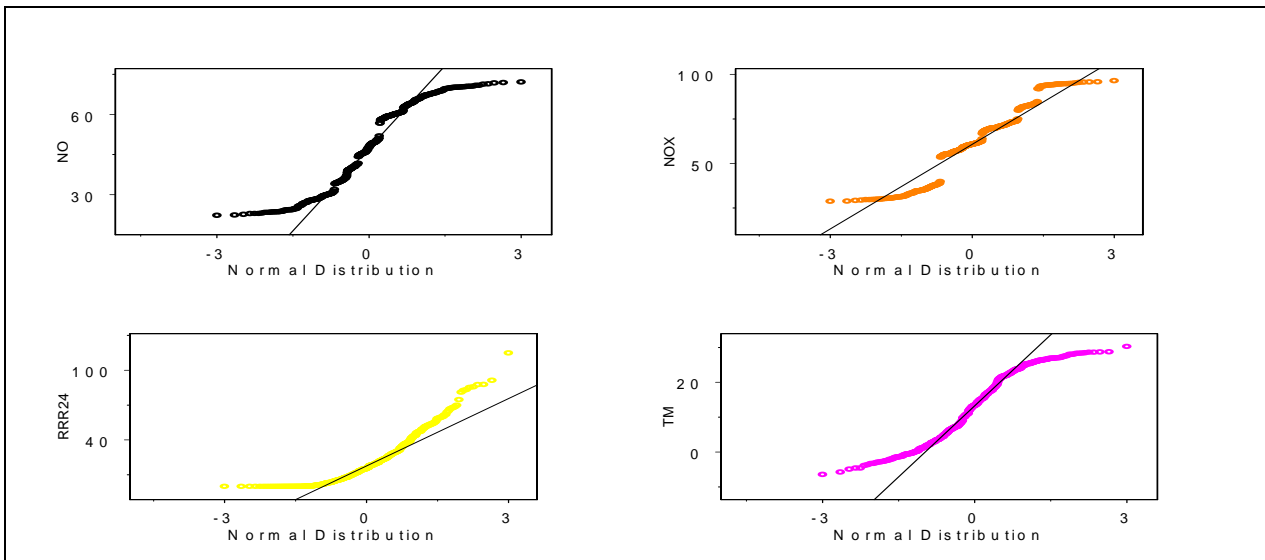 60
30
NO
-3 0 3
Normal Distribution
100
50
NOX
-3 0 3
Normal Distribution
100
40
RRR24
-3 0 3
Normal Distribution
20
0
TM
-3 0 3
Normal Distribution